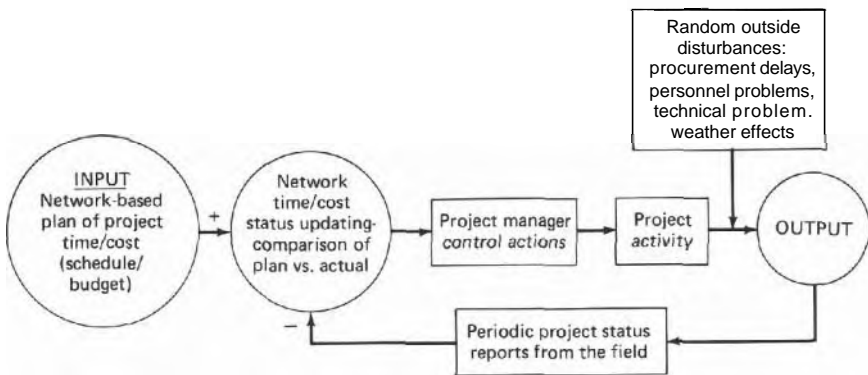 Random outside
disturbances:
procurement delays,
personnel problems,
technical problem.
weather effects
INPUT
Network-based
plan of project
time/cost
(schedule/
budget)
+
Network
time/cost
status updating-
comparison of
plan vs. actual
Project manager
control actions
Project
activity
OUTPUT
−
Periodic project status
reports from the field